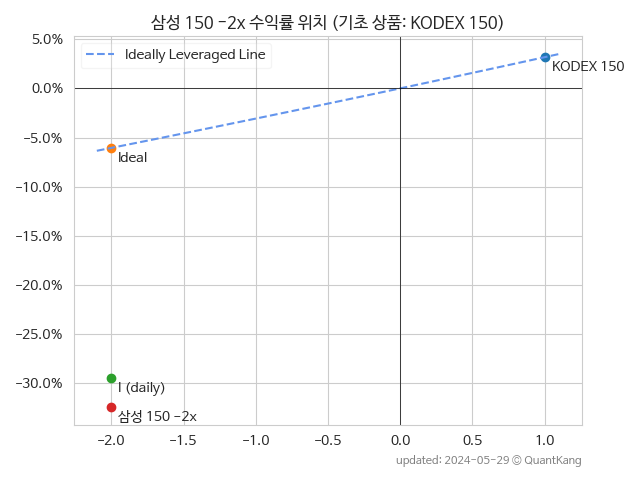 삼성 150 -2x 수익률 위치 (기초 상품: KODEX 150)
5.0%
Ideally Leveraged Line
KODEX 150
0.0%
-5.0%
Ideal
-10.0%
-15.0%
-20.0%
-25.0%
-30.0%
I (daily)
삼성 150 -2x
-2.0 -1.5 -1.0 -0.5 0.0 0.5 1.0
updated: 2024-05-29 © QuantKang